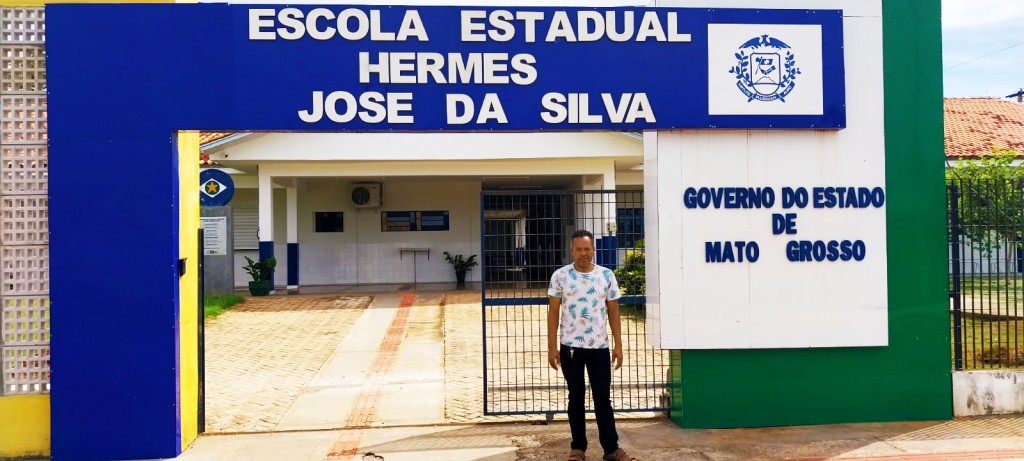 ESCOLA ESTADUAL
HERMES
JOSE DA SILVA
GOVERNO DO ESTADO
DE
MATO GROSSO